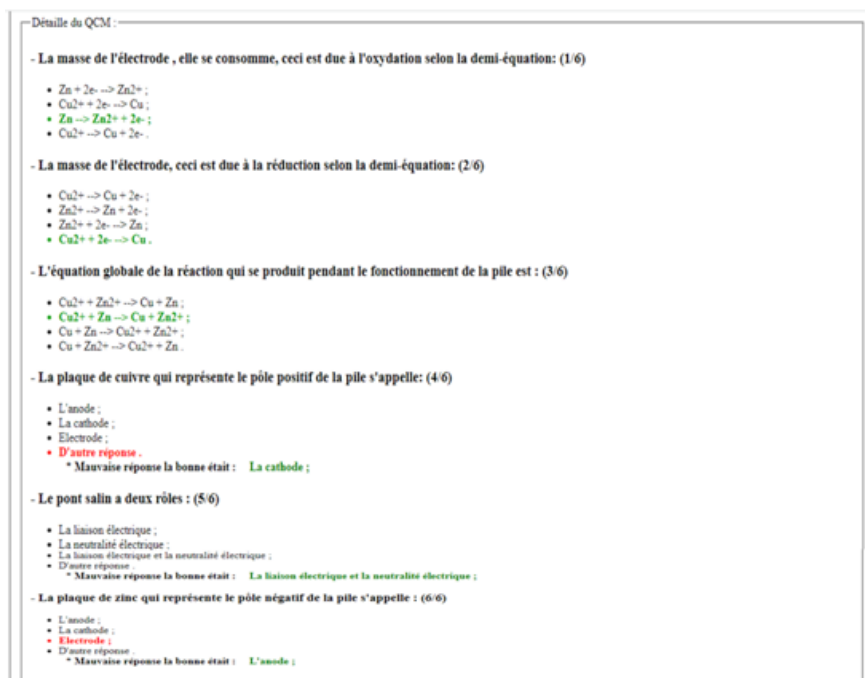 Détaille du QCM :
- La masse de l'électrode , elle se consomme, ceci est due à l'oxydation selon la demi-équation: (1/6)
• Zn + 2e- --> Zn2+ ;
• Cu2+ + 2e- --> Cu ;
• Zn --> Zn2+ + 2e- ;
• Cu2+ --> Cu + 2e- .
- La masse de l'électrode, ceci est due à la réduction selon la demi-équation: (2/6)
• Cu2+ --> Cu + 2e- ;
• Zn2+ --> Zn + 2e- ;
• Zn2+ + 2e- --> Zn ;
• Cu2+ + 2e- --> Cu .
- L'équation globale de la réaction qui se produit pendant le fonctionnement de la pile est : (3/6)
• Cu2+ + Zn2+ --> Cu + Zn ;
• Cu2+ + Zn --> Cu + Zn2+ ;
• Cu + Zn --> Cu2+ + Zn2+ ;
• Cu + Zn2+ --> Cu2+ + Zn .
- La plaque de cuivre qui représente le pôle positif de la pile s'appelle: (4/6)
• L'anode ;
• La cathode ;
• Electrode ;
• D'autre réponse .
* Mauvaise réponse la bonne était : La cathode ;
- Le pont salin a deux rôles : (5/6)
• La liaison électrique ;
• La neutralité électrique ;
• La liaison électrique et la neutralité électrique ;
• D'autre réponse .
* Mauvaise réponse la bonne était : La liaison électrique et la neutralité électrique ;
- La plaque de zinc qui représente le pôle négatif de la pile s'appelle : (6/6)
• L'anode ;
• La cathode ;
• Electrode ;
• D'autre réponse .
* Mauvaise réponse la bonne était : L'anode ;